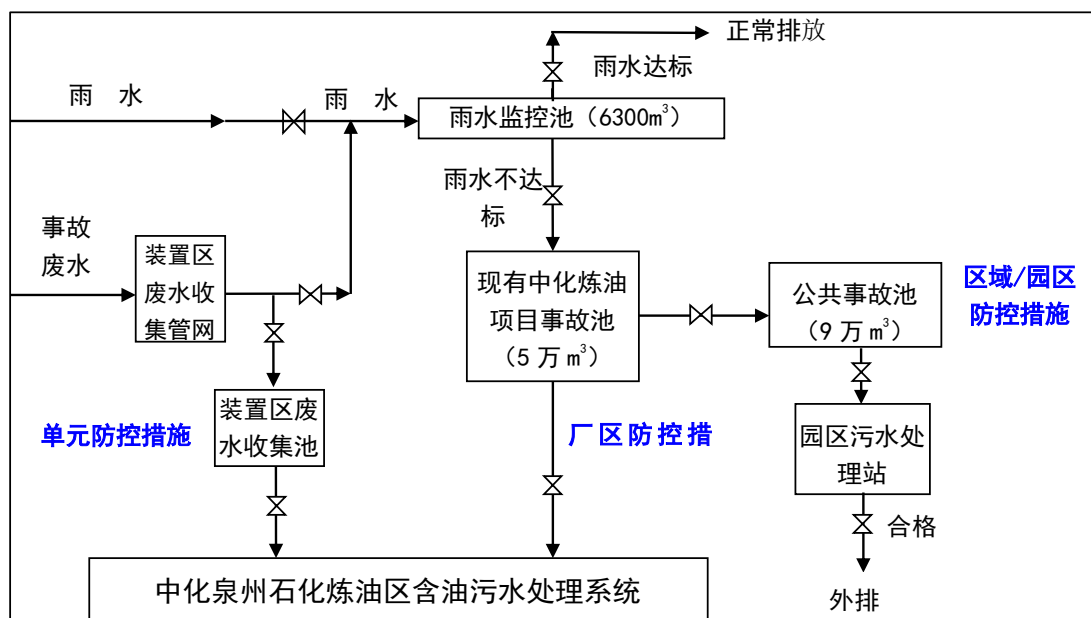 正常排放
雨水达标
雨 水
雨 水
雨水监控池（6300m³）
雨水不达
标
事故
废水
装置区
废水收
集管网
现有中化炼油
项目事故池
（5 万 m³）
公共事故池
（9 万 m³）
区域/园区
防控措施
单元防控措施
装置区废
水收集池
厂区防控措
园区污水处
理站
合格
外排
中化泉州石化炼油区含油污水处理系统